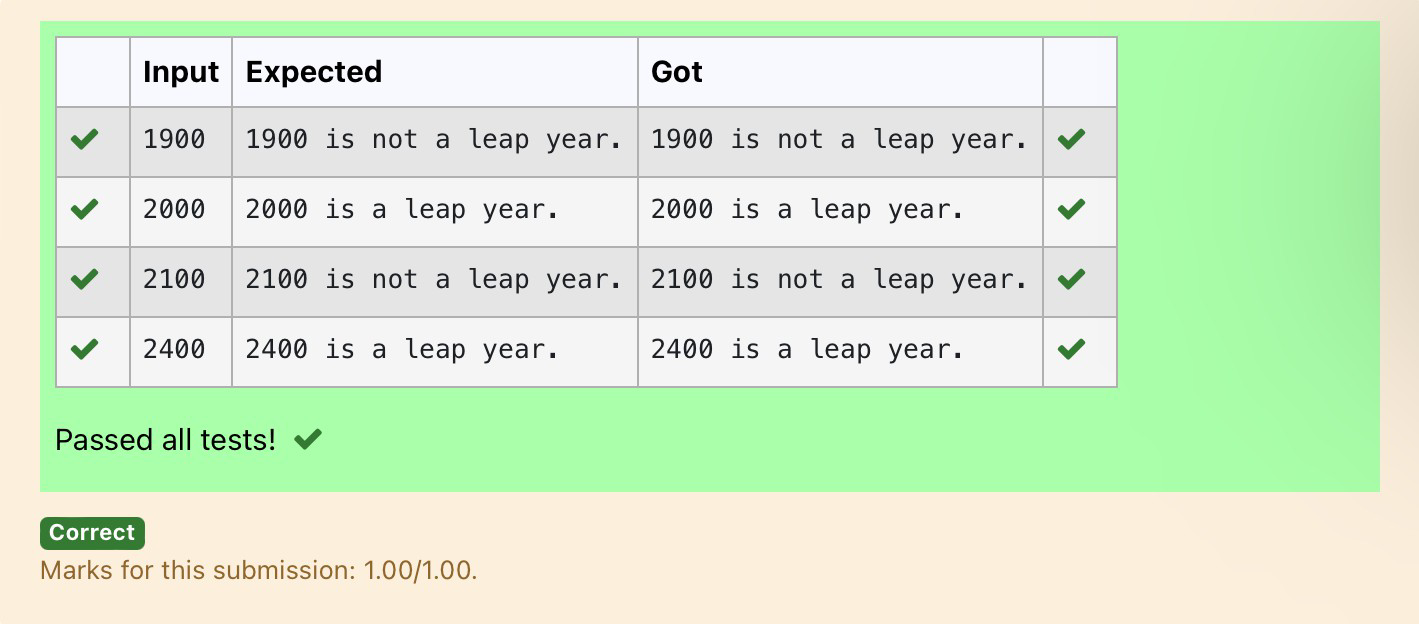 Input Expected Got
1900 1900 is not a leap year. 1900 is not a leap year.
2000 2000 is a leap year. 2000 is a leap year.
2100 2100 is not a leap year. 2100 is not a leap year.
2400 2400 is a leap year. 2400 is a leap year.
Passed all tests!
Correct
Marks for this submission: 1.00/1.00.